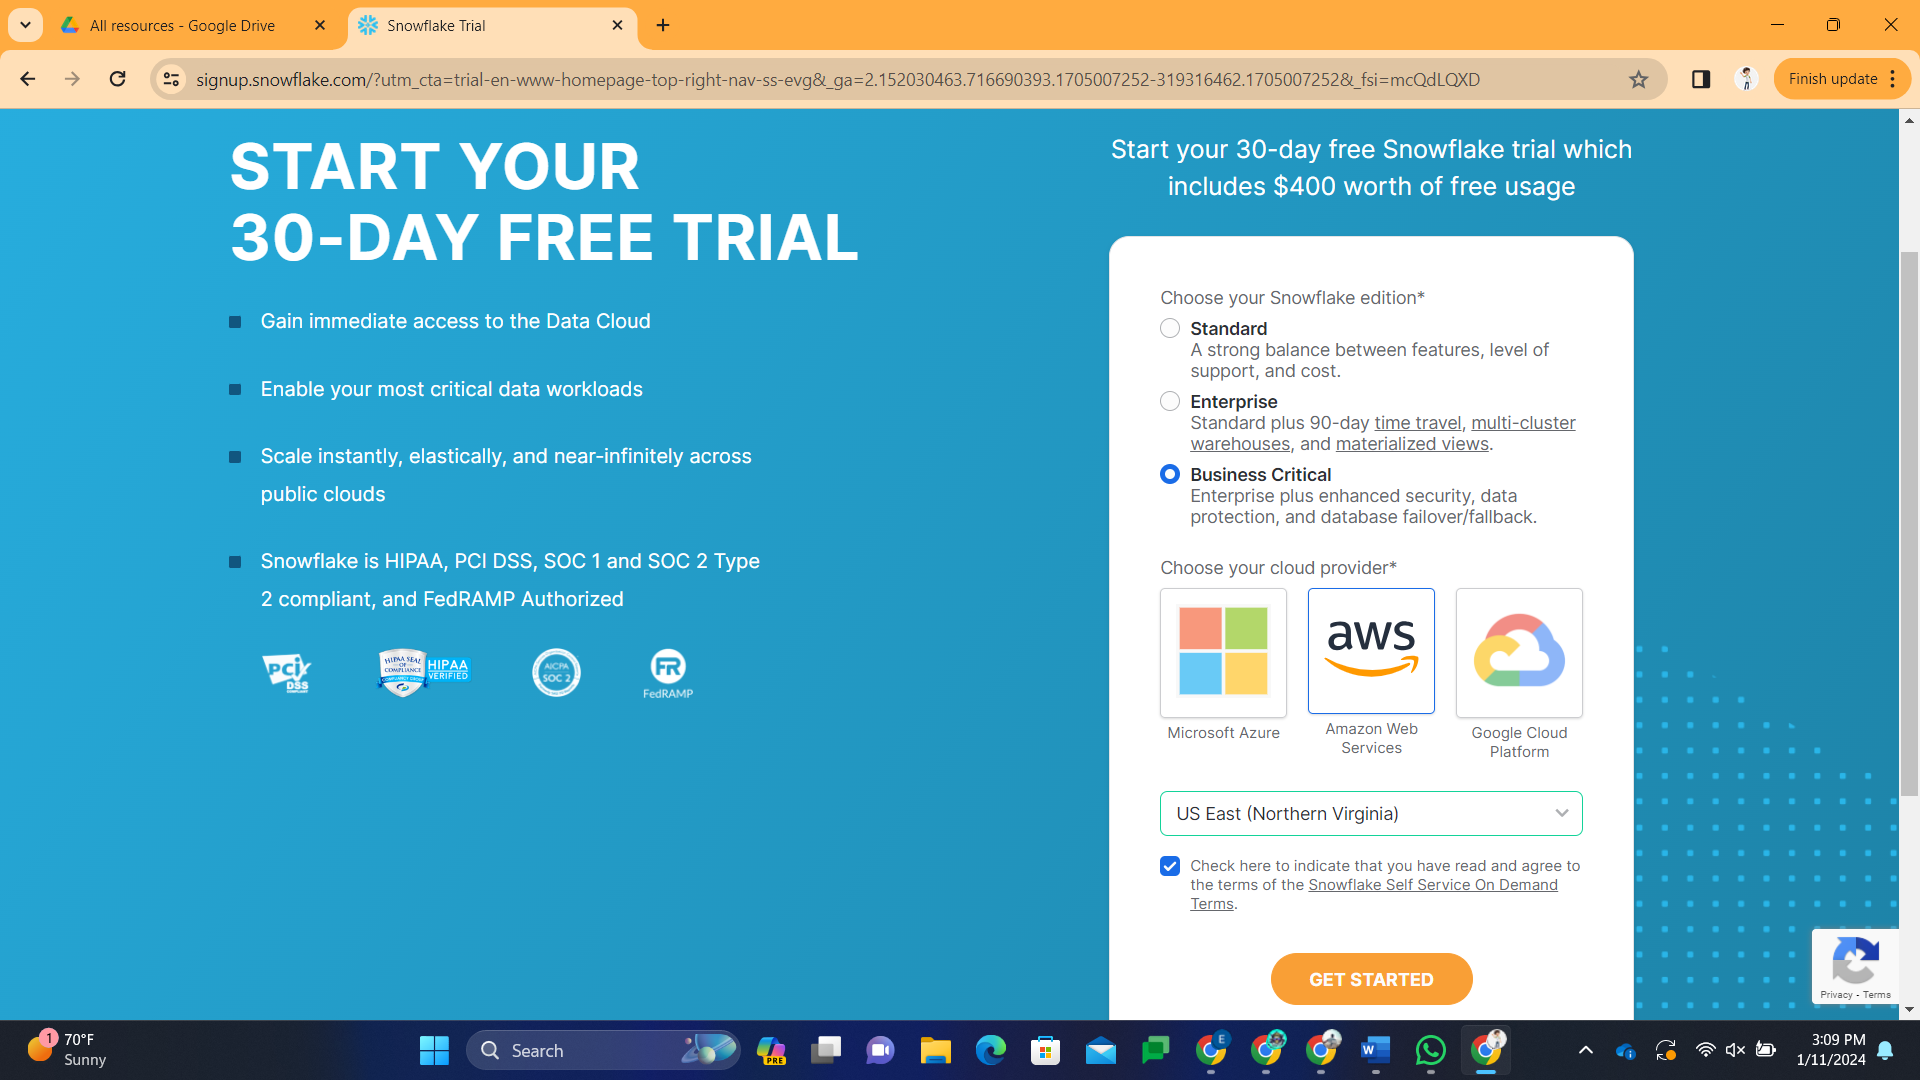 All resources - Google Drive
Snowflake Trial
signup.snowflake.com/?utm_cta=trial-en-www-homepage-top-right-nav-ss-evg&_ga=2.152030463.716690393.1705007252-319316462.1705007252&_fsi=mcQdLQXD
Finish update
START YOUR
30-DAY FREE TRIAL
Gain immediate access to the Data Cloud
Enable your most critical data workloads
Scale instantly, elastically, and near-infinitely across
public clouds
Snowflake is HIPAA, PCI DSS, SOC 1 and SOC 2 Type
2 compliant, and FedRAMP Authorized
PCI
DSS
COMPLIANT
HIPAA SEAL
OF
COMPLIANCE
HIPAA
VERIFIED
AICPA
SOC 2
FR
FedRAMP
Start your 30-day free Snowflake trial which
includes $400 worth of free usage
Choose your Snowflake edition*
Standard
A strong balance between features, level of
support, and cost.
Enterprise
Standard plus 90-day time travel, multi-cluster
warehouses, and materialized views.
Business Critical
Enterprise plus enhanced security, data
protection, and database failover/fallback.
Choose your cloud provider*
aws
Microsoft Azure
Amazon Web
Services
Google Cloud
Platform
US East (Northern Virginia)
Check here to indicate that you have read and agree to
the terms of the Snowflake Self Service On Demand
Terms.
GET STARTED
Privacy - Terms
1
70°F
Sunny
Search
PRE
E
W
3:09 PM
1/11/2024